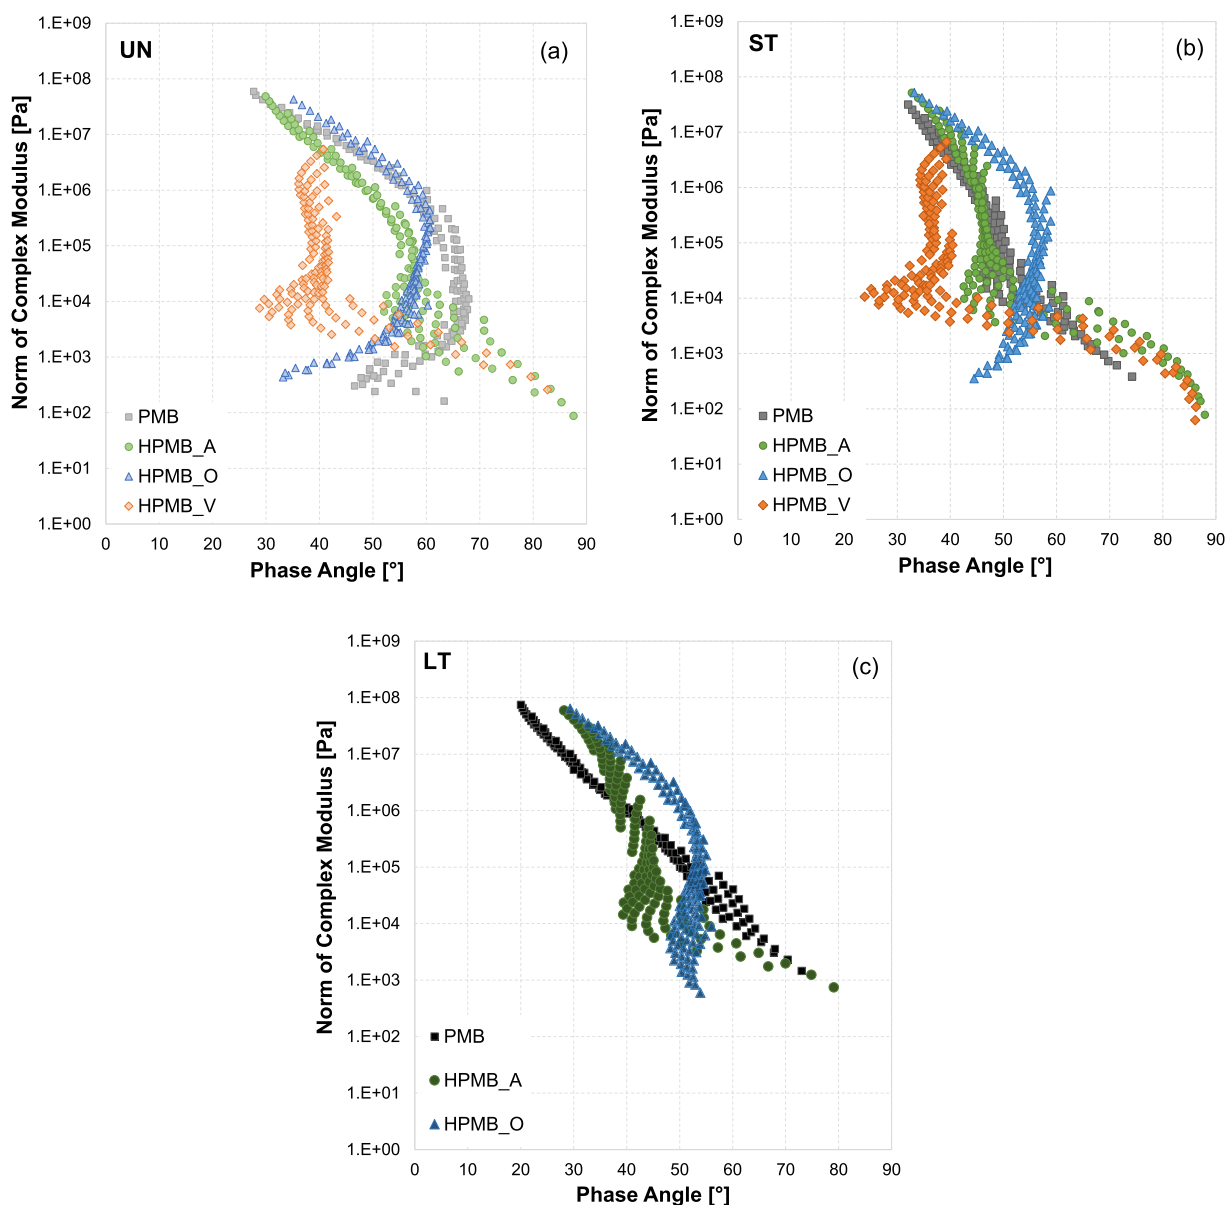 UN
(a)
Norm of Complex Modulus [Pa]
1.E+09
1.E+08
1.E+07
1.E+06
1.E+05
1.E+04
1.E+03
1.E+02
1.E+01
1.E+00
PMB
HPMB_A
HPMB_O
HPMB_V
0 10 20 30 40 50 60 70 80 90
Phase Angle [°]
ST
(b)
Norm of Complex Modulus [Pa]
1.E+09
1.E+08
1.E+07
1.E+06
1.E+05
1.E+04
1.E+03
1.E+02
1.E+01
1.E+00
PMB
HPMB_A
HPMB_O
HPMB_V
0 10 20 30 40 50 60 70 80 90
Phase Angle [°]
LT
(c)
Norm of Complex Modulus [Pa]
1.E+09
1.E+08
1.E+07
1.E+06
1.E+05
1.E+04
1.E+03
1.E+02
1.E+01
1.E+00
PMB
HPMB_A
HPMB_O
0 10 20 30 40 50 60 70 80 90
Phase Angle [°]